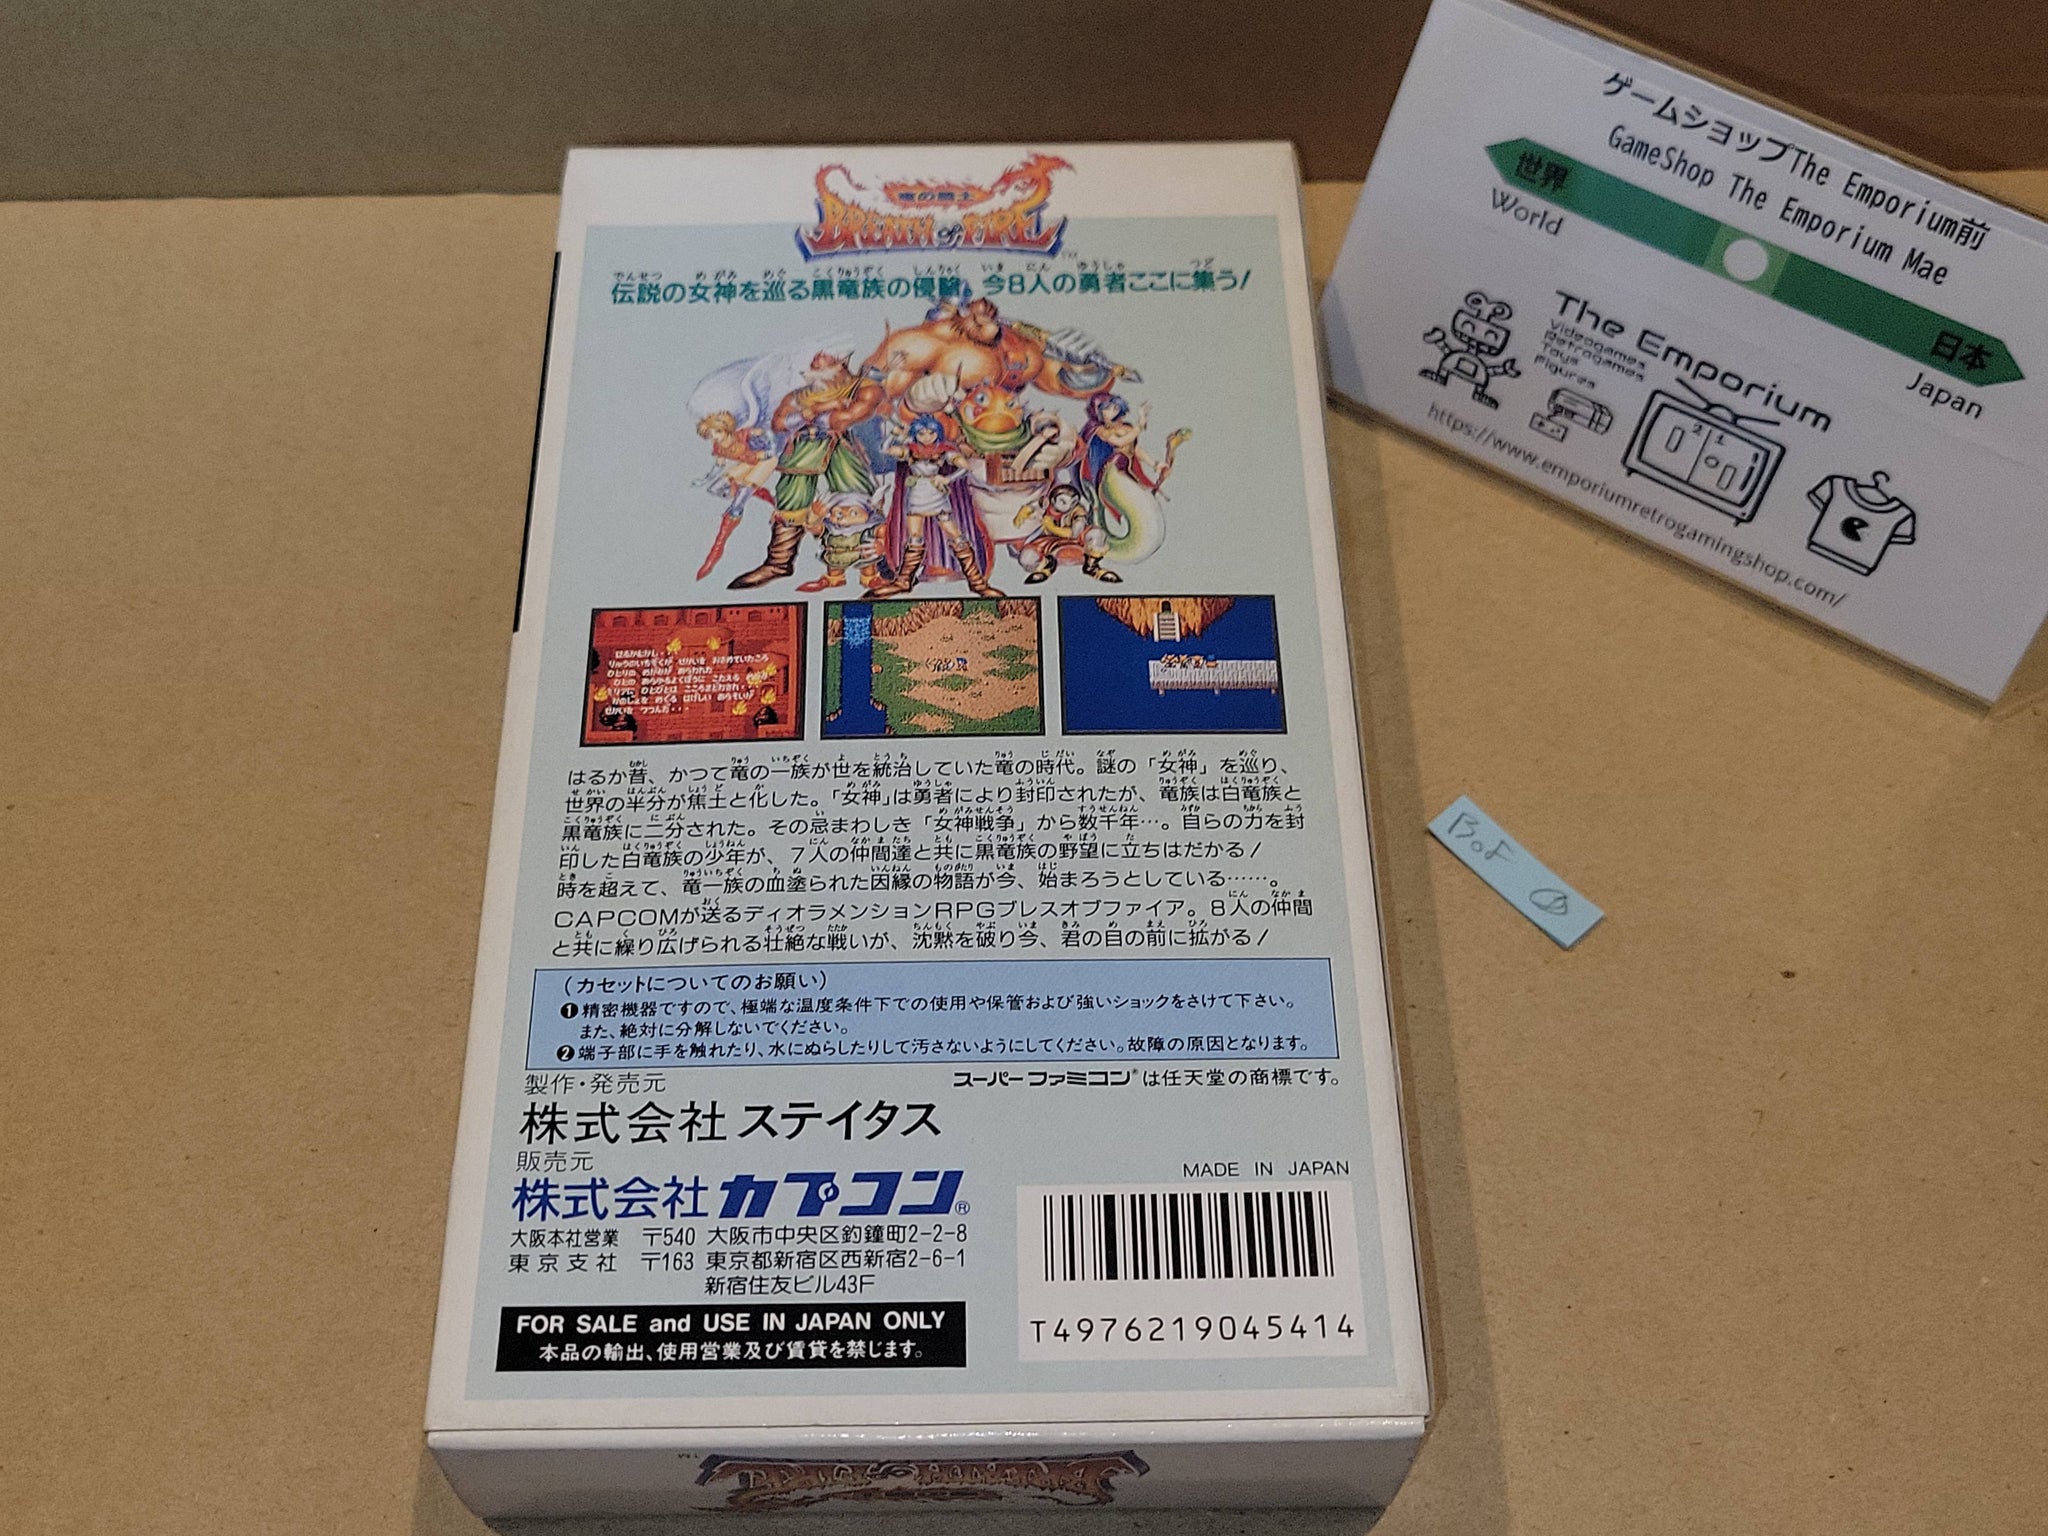 竜の戦士
BREATH of FIRE
TM
伝説の女神を巡る黒竜族の侵略、今8人の勇者ここに集う!
はるか昔、かつて竜の一族が世を統治していた竜の時代。謎の「女神」を巡り、
世界の半分が焦土と化した。「女神」は勇者により封印されたが、竜族は白竜族と
黒竜族に二分された。その忌まわしき「女神戦争」から数千年…。自らの力を封
印した白竜族の少年が、7人の仲間達と共に黒竜族の野望に立ちはだかる!
時を超えて、竜一族の血塗られた因縁の物語が今、始まろうとしている……。
CAPCOMが送るディオラメンションRPGブレスオブファイア。8人の仲間
と共に繰り広げられる壮絶な戦いが、沈黙を破り今、君の目の前に拡がる!
(カセットについてのお願い)
❶精密機器ですので、極端な温度条件下での使用や保管および強いショックをさけて下さい。
また、絶対に分解しないでください。
❷端子部に手を触れたり、水にぬらしたりして汚さないようにしてください。故障の原因となります。
製作・発売元
スーパーファミコン®は任天堂の商標です。
株式会社ステイタス
販売元
株式会社カプコン®
大阪本社営業 〒540 大阪市中央区釣鐘町2-2-8
東京支社 〒163 東京都新宿区西新宿2-6-1
新宿住友ビル43F
FOR SALE and USE IN JAPAN ONLY
本品の輸出、使用営業及び賃貸を禁じます。
MADE IN JAPAN
T4976219045414
ゲームショップThe Emporium前
GameShop The Emporium Mae
世界
World
日本
Japan
The Emporium
Videogames
Retrogames
Toys
Figures
https://www.emporiumretrogamingshop.com/
BoF